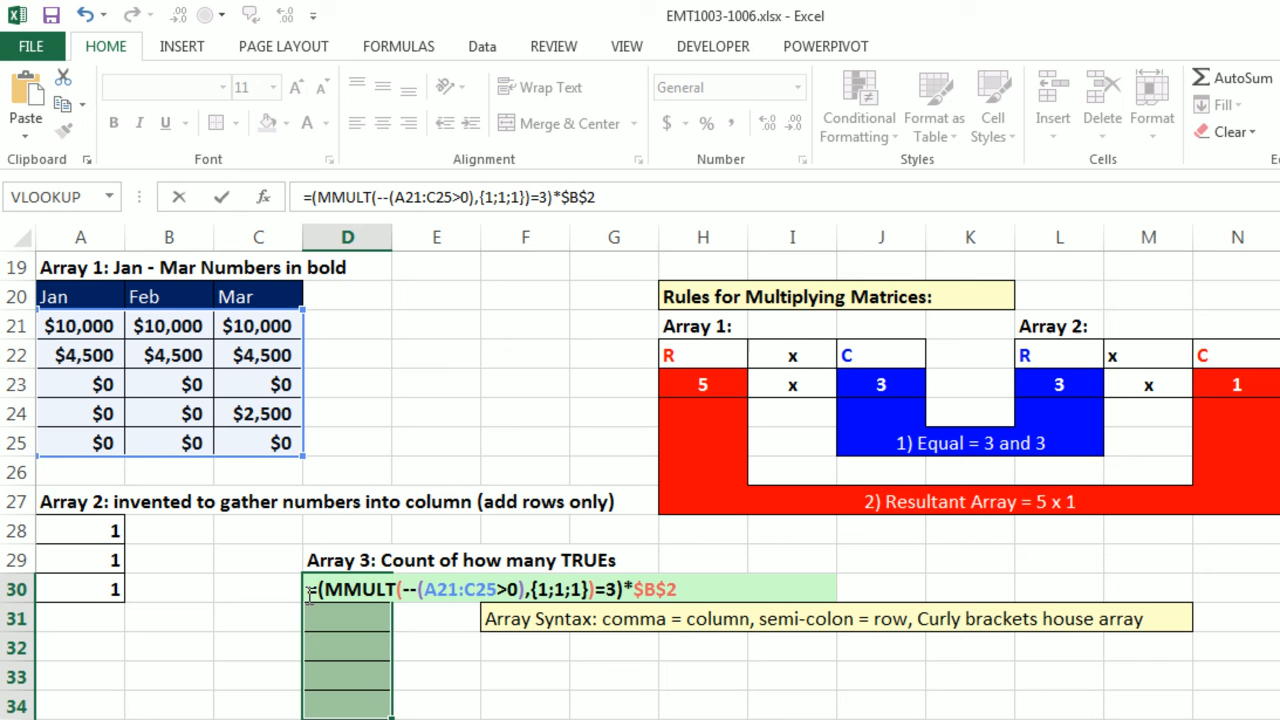 EMT1003-1006.xlsx - Excel
FILE HOME INSERT PAGE LAYOUT FORMULAS Data REVIEW VIEW DEVELOPER POWERPIVOT
Paste
11
B I U
A A
Wrap Text
Merge & Center
General
$ % ,
Conditional Formatting
Format as Table
Cell Styles
Insert Delete Format
Σ AutoSum
Fill
Clear
Clipboard Font Alignment Number Styles Cells
VLOOKUP fx =(MMULT(--(A21:C25>0),{1;1;1})=3)*$B$2
A B C D E F G H I J K L M N
19 Array 1: Jan - Mar Numbers in bold
20 Jan Feb Mar Rules for Multiplying Matrices:
21 $10,000 $10,000 $10,000 Array 1: Array 2:
22 $4,500 $4,500 $4,500 R x C R x C
23 $0 $0 $0 5 x 3 3 x 1
24 $0 $0 $2,500
25 $0 $0 $0 1) Equal = 3 and 3
26
27 Array 2: invented to gather numbers into column (add rows only) 2) Resultant Array = 5 x 1
28 1
29 1 Array 3: Count of how many TRUEs
30 1 =(MMULT(--(A21:C25>0),{1;1;1})=3)*$B$2
31 Array Syntax: comma = column, semi-colon = row, Curly brackets house array
32
33
34